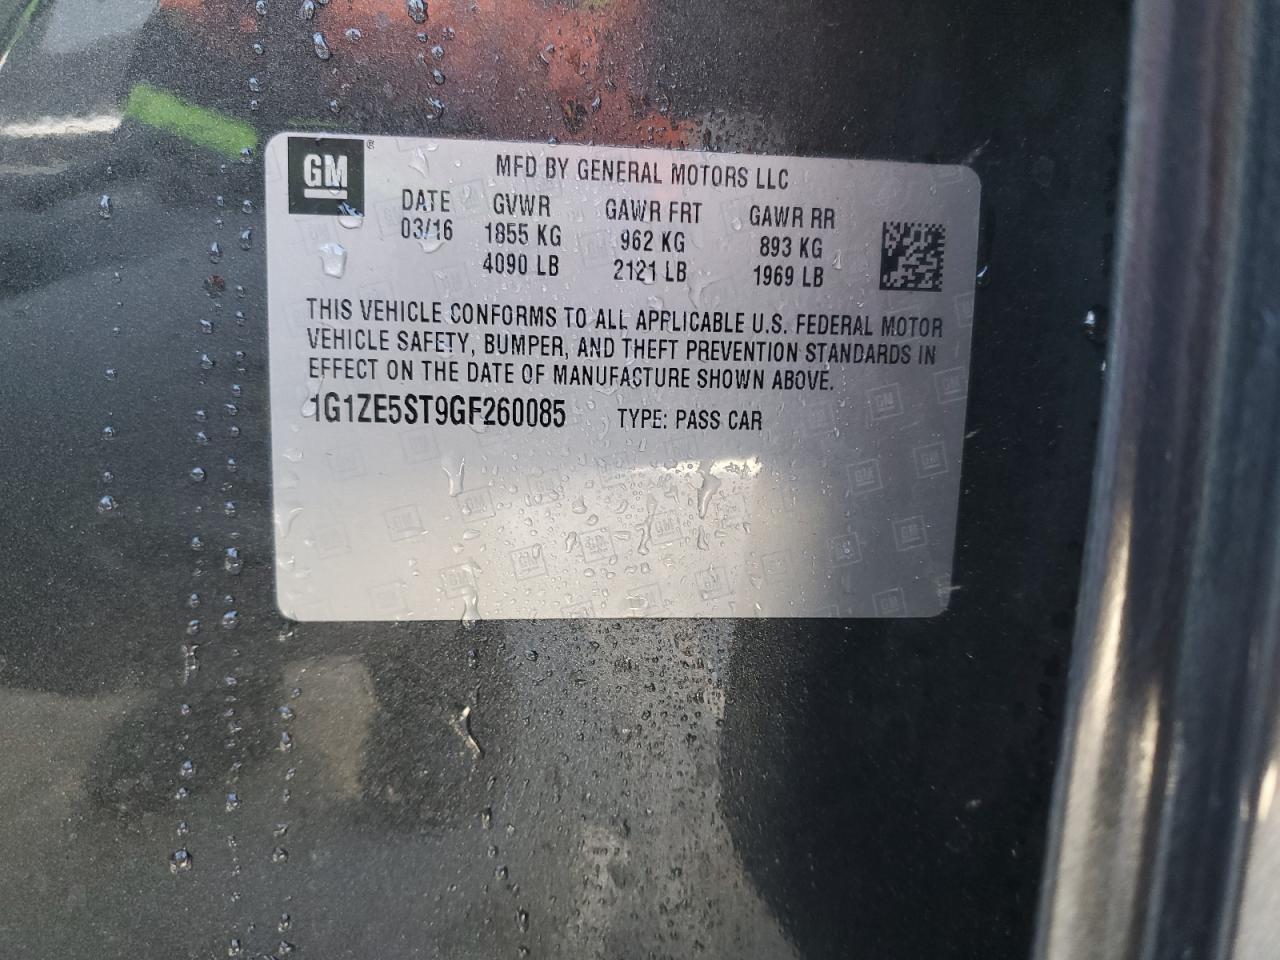 GM ®
MFD BY GENERAL MOTORS LLC
DATE GVWR GAWR FRT GAWR RR
03/16 1855 KG 962 KG 893 KG
4090 LB 2121 LB 1969 LB
THIS VEHICLE CONFORMS TO ALL APPLICABLE U.S. FEDERAL MOTOR
VEHICLE SAFETY, BUMPER, AND THEFT PREVENTION STANDARDS IN
EFFECT ON THE DATE OF MANUFACTURE SHOWN ABOVE.
1G1ZE5ST9GF260085 TYPE: PASS CAR